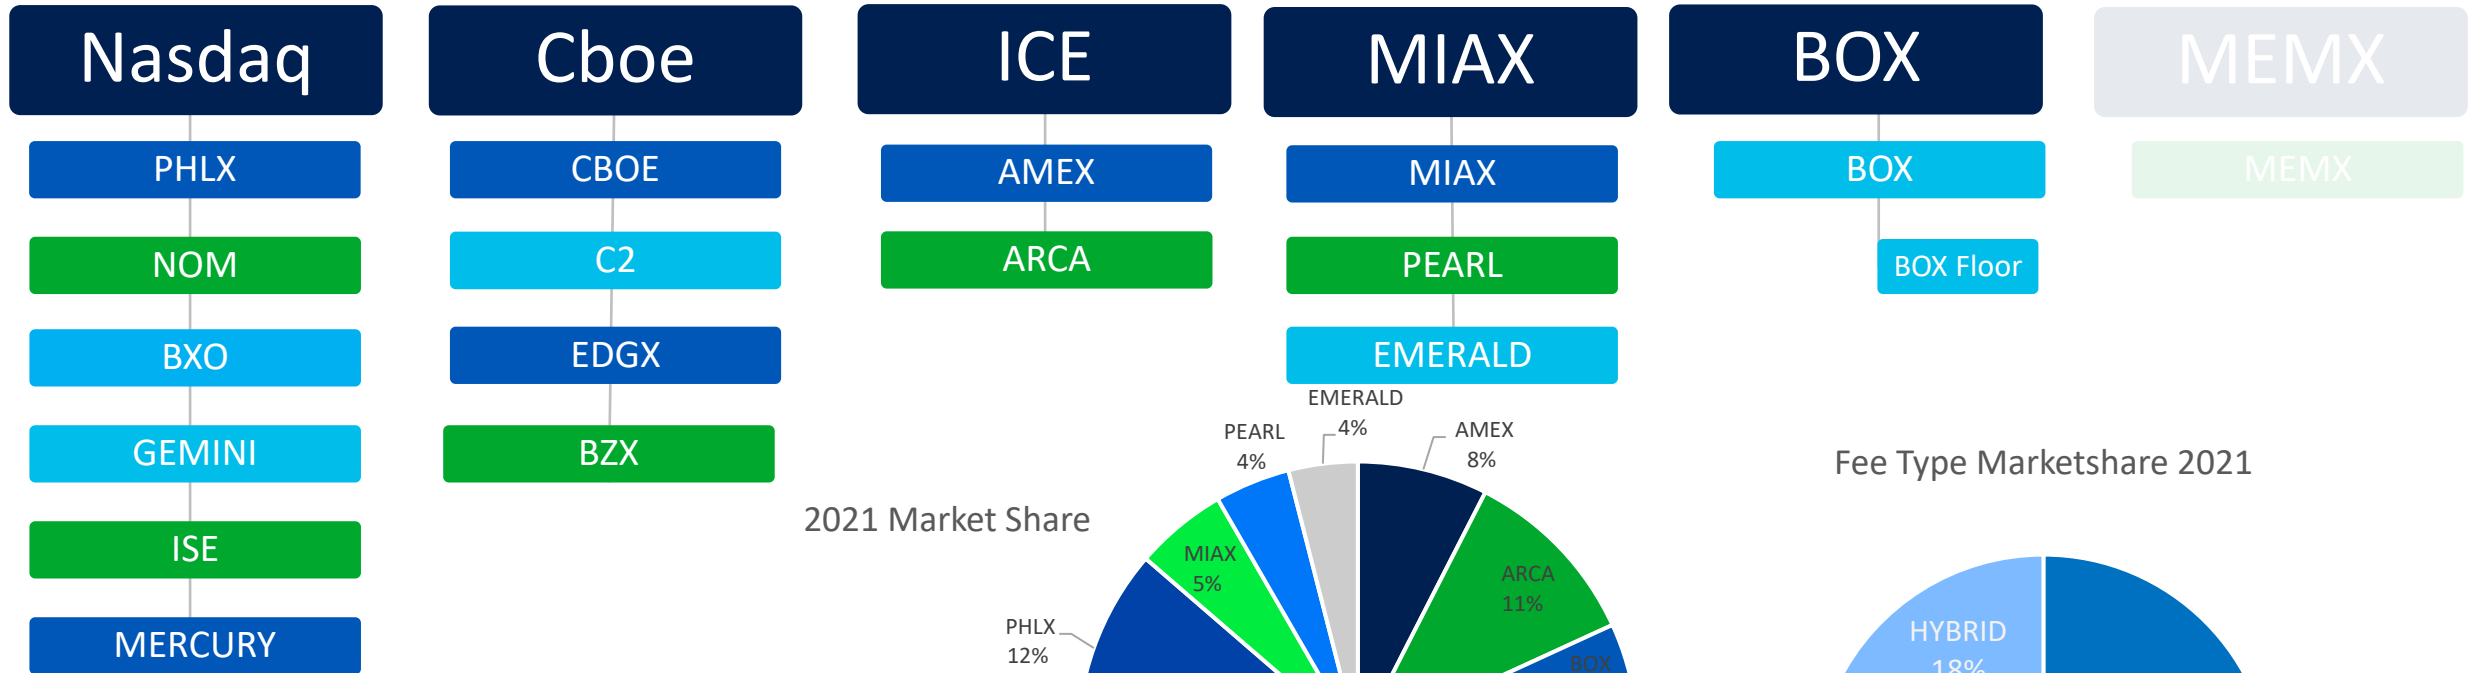 Nasdaq
PHLX
NOM
BXO
GEMINI
ISE
MERCURY
Cboe
CBOE
C2
EDGX
BZX
ICE
AMEX
ARCA
MIAX
MIAX
PEARL
EMERALD
BOX
BOX
BOX Floor
MEMX
MEMX
2021 Market Share
EMERALD
4%
PEARL
4%
MIAX
5%
PHLX
12%
AMEX
8%
ARCA
11%
BOX
Fee Type Marketshare 2021
HYBRID
18%